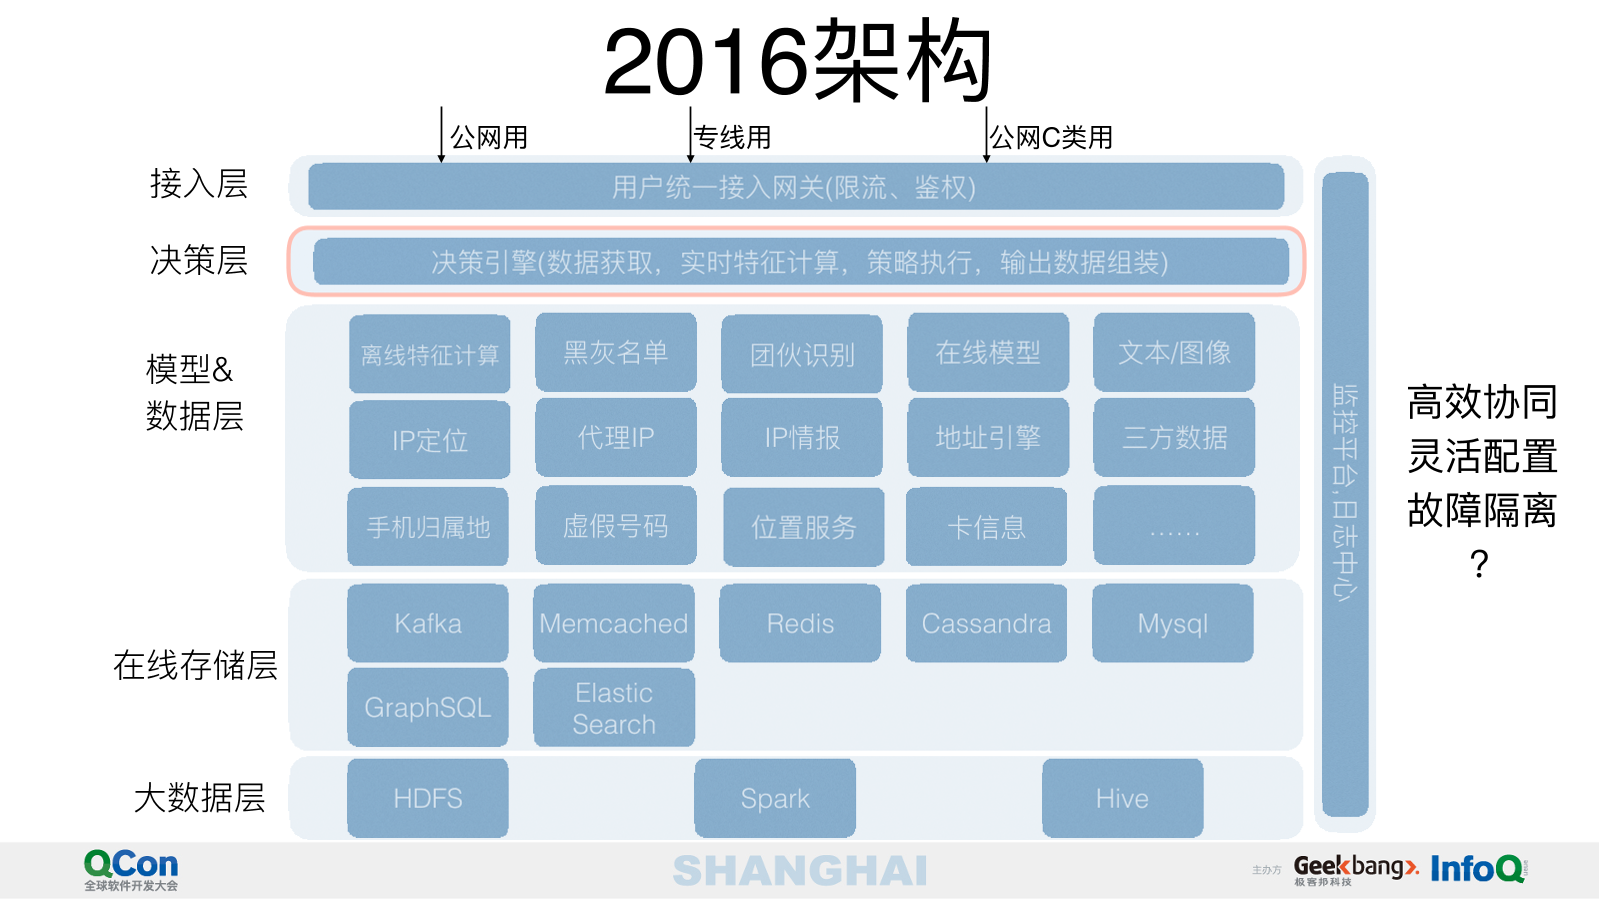 2016架构
公网用
专线用
公网C类用
接入层
用户统一接入网关(限流、鉴权)
决策层
决策引擎(数据获取，实时特征计算，策略执行，输出数据组装)
模型&
数据层
离线特征计算
黑灰名单
团伙识别
在线模型
文本/图像
IP定位
代理IP
IP情报
地址引擎
三方数据
手机归属地
虚假号码
位置服务
卡信息
......
在线存储层
Kafka
Memcached
Redis
Cassandra
Mysql
GraphSQL
Elastic
Search
大数据层
HDFS
Spark
Hive
监控平台,日志中心
高效协同
灵活配置
故障隔离
?
QCon
全球软件开发大会
SHANGHAI
主办方
Geekbang>.
极客邦科技
InfoQ